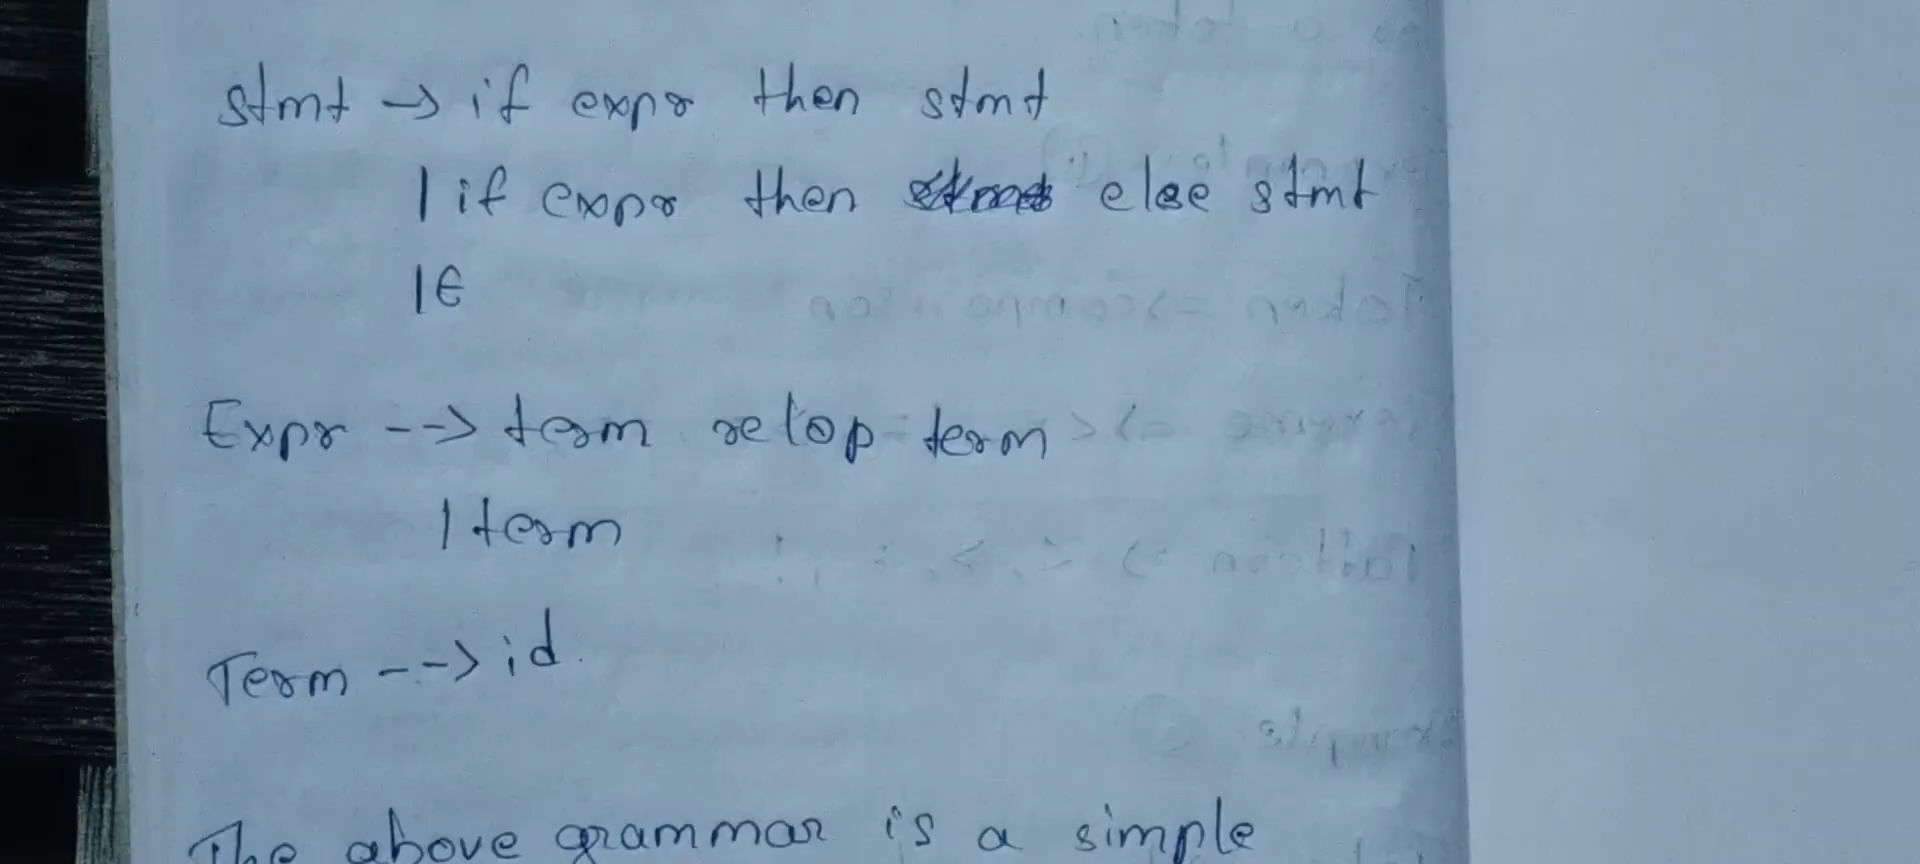 stmt → if expr then stmt
| if expr then else stmt
| ∈
Expr --> term relop term
| term
Term --> id.
The above grammar is a simple